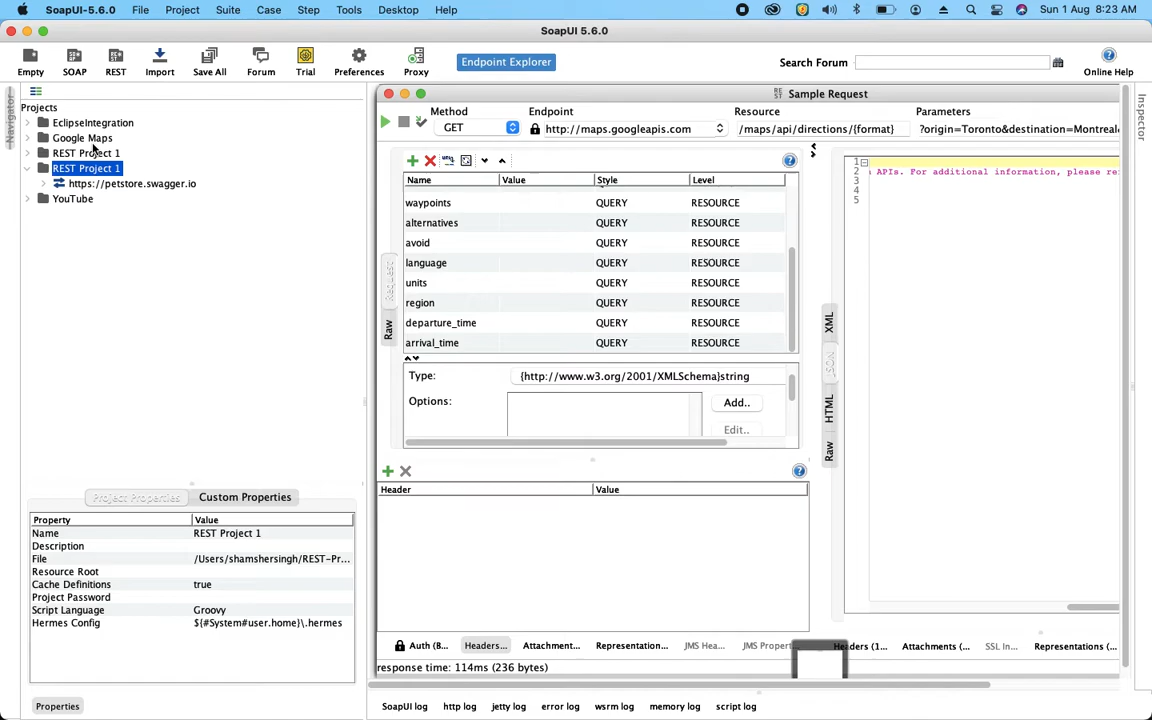 SoapUI-5.6.0 File Project Suite Case Step Tools Desktop Help Sun 1 Aug 8:23 AM
SoapUI 5.6.0
Empty SOAP REST Import Save All Forum Trial Preferences Proxy Endpoint Explorer Search Forum Online Help
Navigator
Projects
EclipseIntegration
Google Maps
REST Project 1
REST Project 1
https://petstore.swagger.io
YouTube
Project Properties Custom Properties
Property Value
Name REST Project 1
Description
File /Users/shamshersingh/REST-Pr...
Resource Root
Cache Definitions true
Project Password
Script Language Groovy
Hermes Config ${#System#user.home}\.hermes
Properties
Sample Request
Method Endpoint Resource Parameters
GET http://maps.googleapis.com /maps/api/directions/{format} ?origin=Toronto&destination=Montreal
Request
Raw
Name Value Style Level
waypoints QUERY RESOURCE
alternatives QUERY RESOURCE
avoid QUERY RESOURCE
language QUERY RESOURCE
units QUERY RESOURCE
region QUERY RESOURCE
departure_time QUERY RESOURCE
arrival_time QUERY RESOURCE
Type: {http://www.w3.org/2001/XMLSchema}string
Options: Add..
Edit..
Header Value
Auth (B... Headers... Attachment... Representation... JMS Hea... JMS Propert...
response time: 114ms (236 bytes)
XML
JSON
HTML
Raw
1
2 APIs. For additional information, please re
3
4
5
Attachments (... SSL In... Representations (...
SoapUI log http log jetty log error log wsrm log memory log script log
Inspector